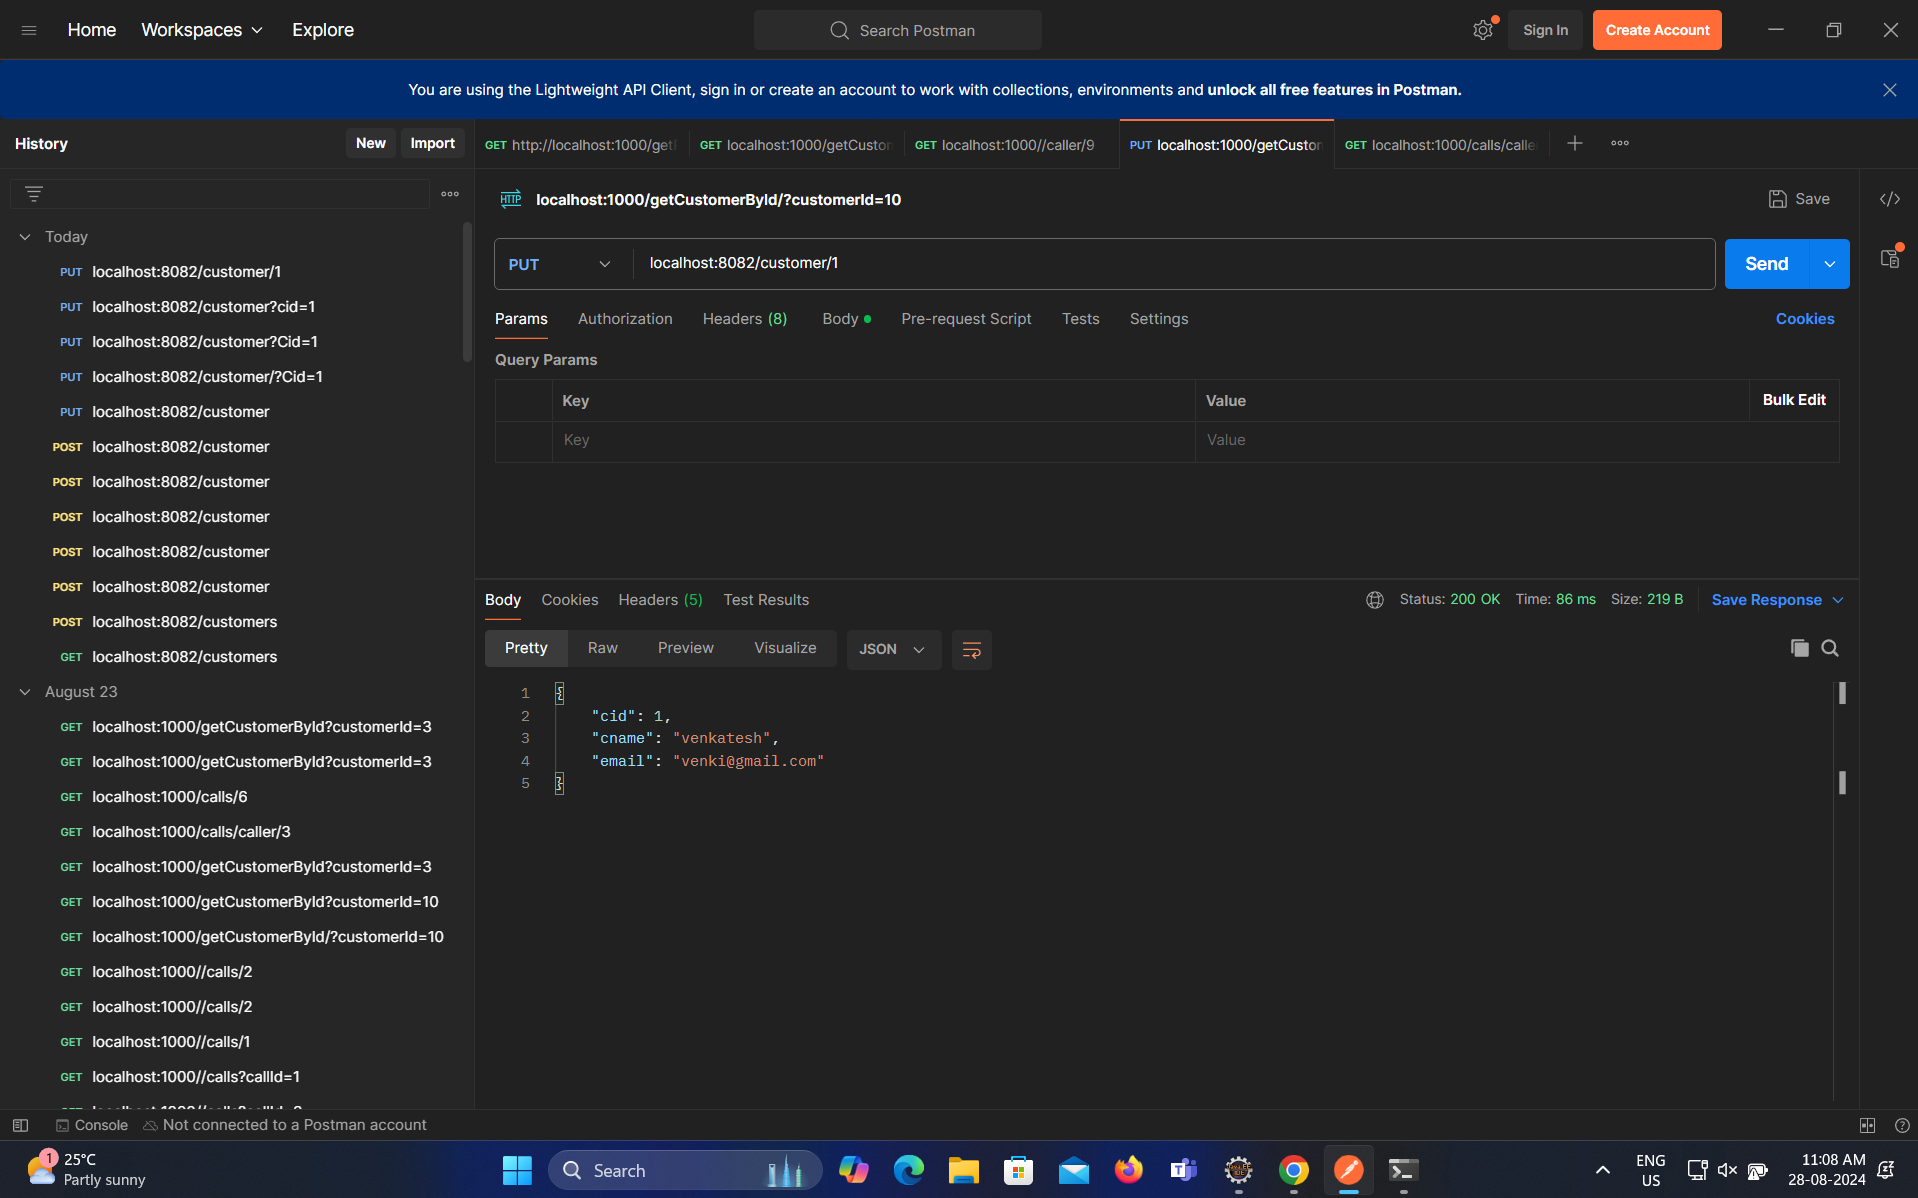 Home Workspaces Explore
Search Postman
Sign In
Create Account
You are using the Lightweight API Client, sign in or create an account to work with collections, environments and unlock all free features in Postman.
History
New
Import
Today
PUT localhost:8082/customer/1
PUT localhost:8082/customer?cid=1
PUT localhost:8082/customer?Cid=1
PUT localhost:8082/customer/?Cid=1
PUT localhost:8082/customer
POST localhost:8082/customer
POST localhost:8082/customer
POST localhost:8082/customer
POST localhost:8082/customer
POST localhost:8082/customer
POST localhost:8082/customers
GET localhost:8082/customers
August 23
GET localhost:1000/getCustomerById?customerId=3
GET localhost:1000/getCustomerById?customerId=3
GET localhost:1000/calls/6
GET localhost:1000/calls/caller/3
GET localhost:1000/getCustomerById?customerId=3
GET localhost:1000/getCustomerById?customerId=10
GET localhost:1000/getCustomerById/?customerId=10
GET localhost:1000//calls/2
GET localhost:1000//calls/2
GET localhost:1000//calls/1
GET localhost:1000//calls?callId=1
GET http://localhost:1000/get
GET localhost:1000/getCuston
GET localhost:1000//caller/9
PUT localhost:1000/getCuston
GET localhost:1000/calls/calle
HTTP localhost:1000/getCustomerById/?customerId=10
Save
PUT localhost:8082/customer/1
Send
Params Authorization Headers (8) Body Pre-request Script Tests Settings
Cookies
Query Params
Key Value Bulk Edit
Key Value
Body Cookies Headers (5) Test Results
Status: 200 OK Time: 86 ms Size: 219 B Save Response
Pretty Raw Preview Visualize JSON
1 {
2 "cid": 1,
3 "cname": "venkatesh",
4 "email": "venki@gmail.com"
5 }
Console Not connected to a Postman account
1
25°C
Partly sunny
Search
ENG
US
11:08 AM
28-08-2024